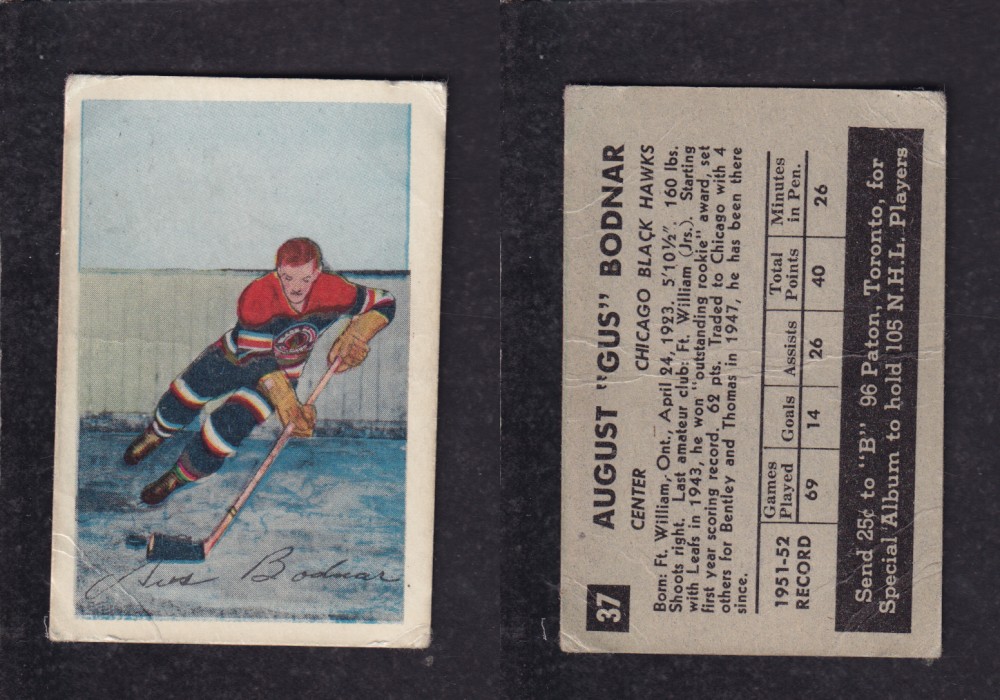 Gus Bodnar
37 AUGUST "GUS" BODNAR
CENTER CHICAGO BLACK HAWKS
Born: Ft. William, Ont., April 24, 1923. 5'10½". 160 lbs.
Shoots right. Last amateur club: Ft. William (Jrs.). Starting
with Leafs in 1943, he won "outstanding rookie" award, set
first year scoring record. 62 pts. Traded to Chicago with 4
others for Bentley and Thomas in 1947, he has been there
since.
1951-52 RECORD
Games Played Goals Assists Total Points Minutes in Pen.
69 14 26 40 26
Send 25¢ to "B" 96 Paton, Toronto, for
Special Album to hold 105 N.H.L. Players